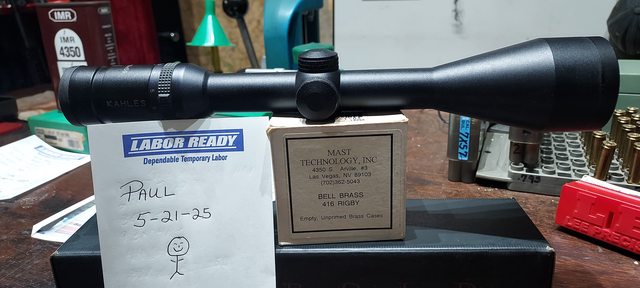 IMR
IMR
4350
KAHLES
LABOR READY
Dependable Temporary Labor
PAUL
5-21-25
MAST
TECHNOLOGY, INC
4350 S. Arville #3
Las Vegas, NV 89103
(702)362-5043
BELL BRASS
416 RIGBY
Empty, Unprimed Brass Cases